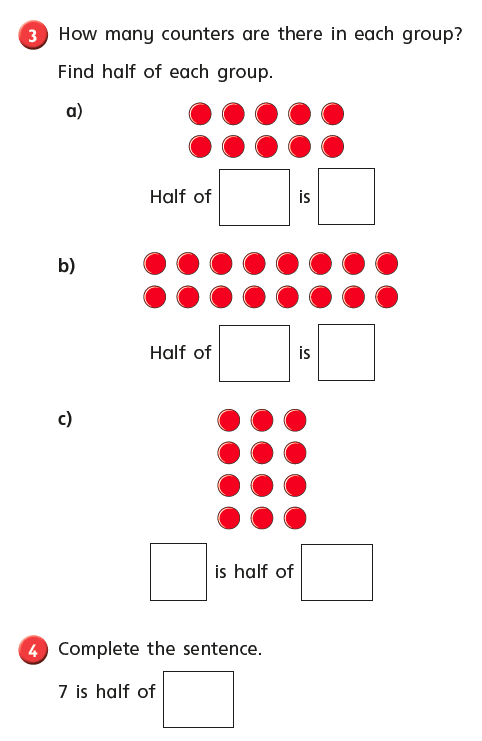 3 How many counters are there in each group?
Find half of each group.
a)
Half of is
b)
Half of is
c)
is half of
4 Complete the sentence.
7 is half of